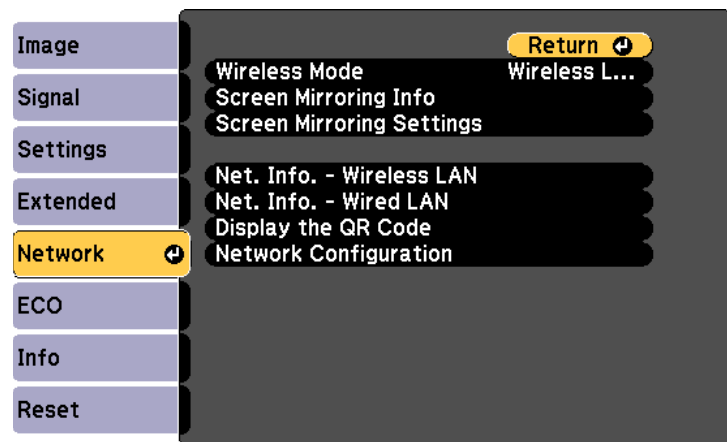 Image
Signal
Settings
Extended
Network
ECO
Info
Reset
Return
Wireless Mode Wireless L...
Screen Mirroring Info
Screen Mirroring Settings
Net. Info. - Wireless LAN
Net. Info. - Wired LAN
Display the QR Code
Network Configuration